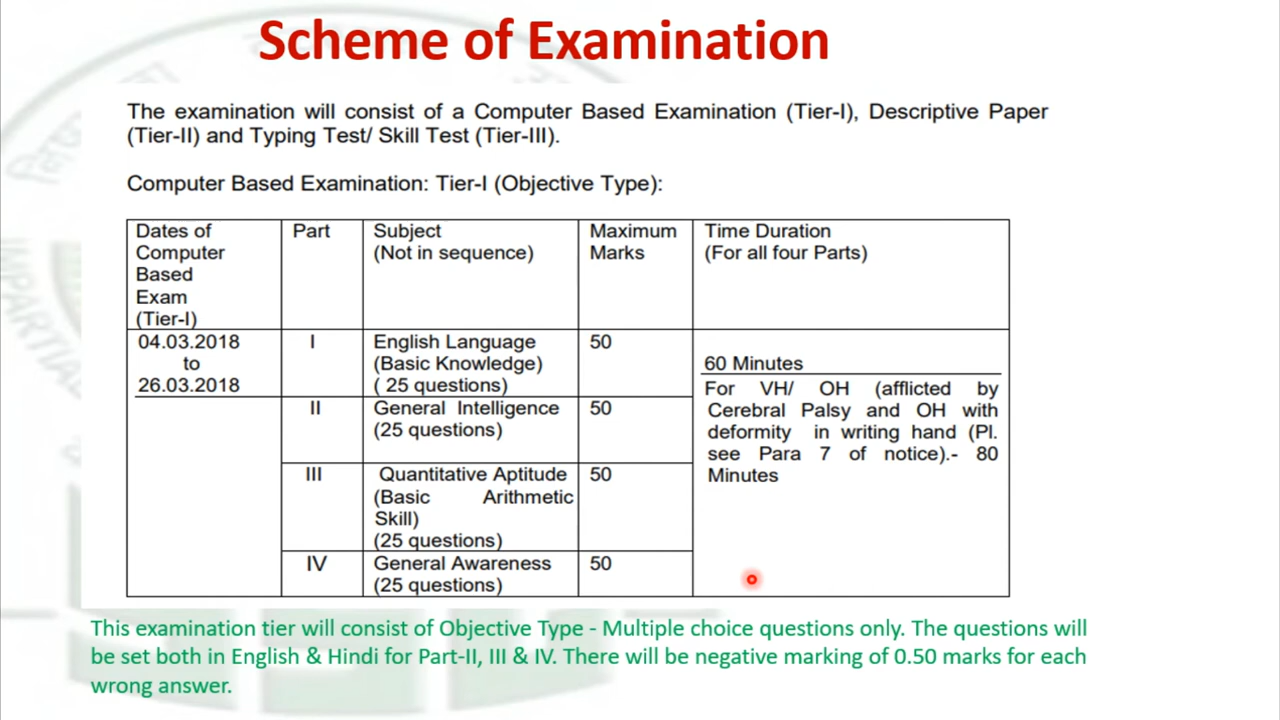 Scheme of Examination
The examination will consist of a Computer Based Examination (Tier-I), Descriptive Paper
(Tier-II) and Typing Test/ Skill Test (Tier-III).
Computer Based Examination: Tier-I (Objective Type):
Dates of
Computer
Based
Exam
(Tier-I)
Part
Subject
(Not in sequence)
Maximum
Marks
Time Duration
(For all four Parts)
04.03.2018
to
26.03.2018
I
English Language
(Basic Knowledge)
( 25 questions)
50
60 Minutes
For VH/ OH (afflicted by
Cerebral Palsy and OH with
deformity in writing hand (Pl.
see Para 7 of notice).- 80
Minutes
II
General Intelligence
(25 questions)
50
III
Quantitative Aptitude
(Basic Arithmetic
Skill)
(25 questions)
50
IV
General Awareness
(25 questions)
50
This examination tier will consist of Objective Type - Multiple choice questions only. The questions will
be set both in English & Hindi for Part-II, III & IV. There will be negative marking of 0.50 marks for each
wrong answer.